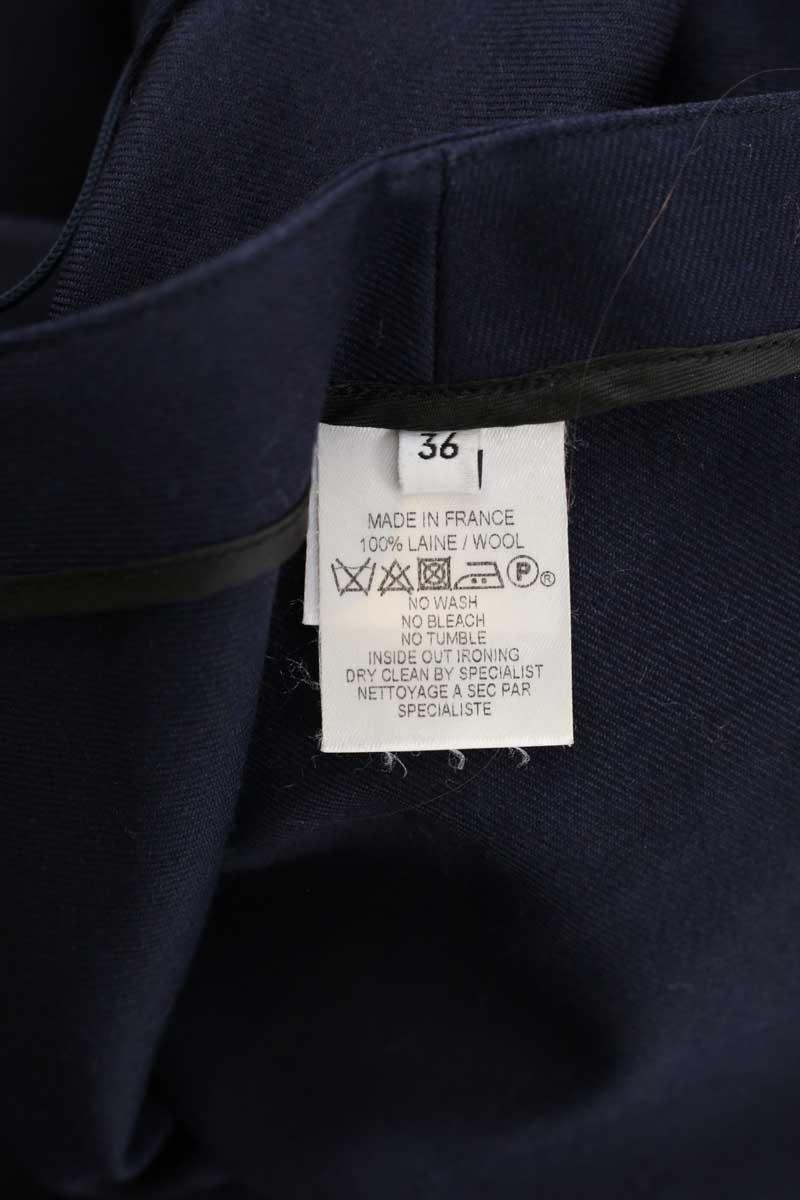 36
MADE IN FRANCE
100% LAINE / WOOL
P ®
NO WASH
NO BLEACH
NO TUMBLE
INSIDE OUT IRONING
DRY CLEAN BY SPECIALIST
NETTOYAGE A SEC PAR
SPECIALISTE